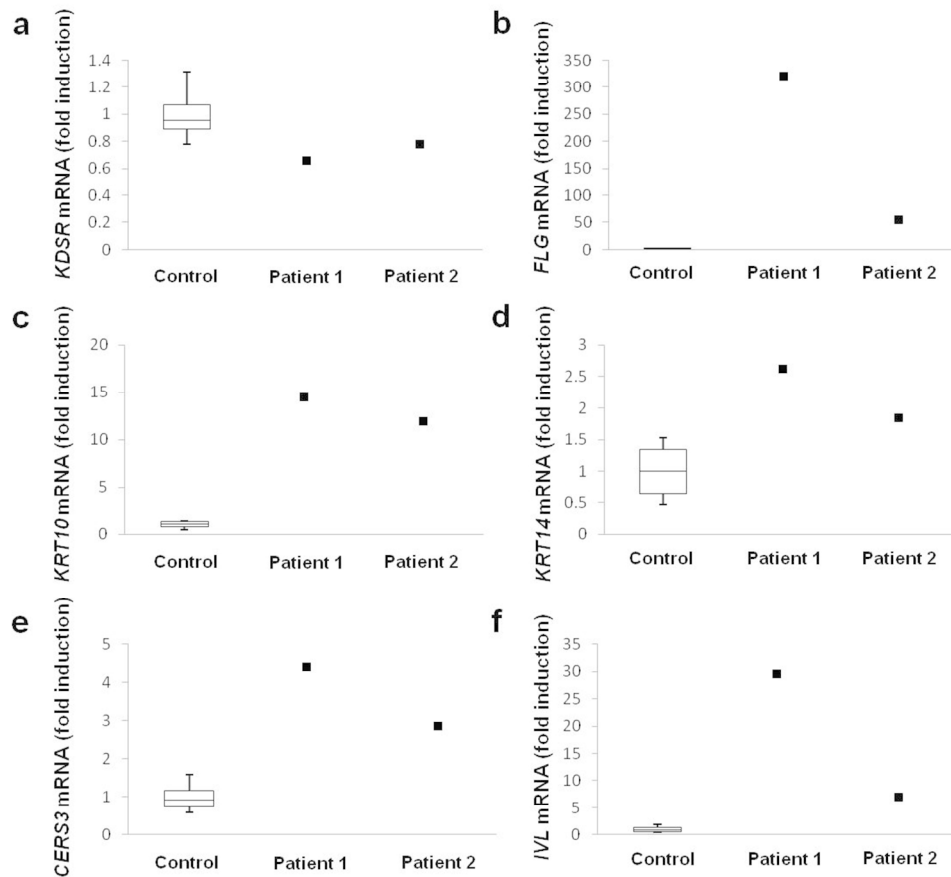 a
KDSR mRNA (fold induction)
1.4
1.2
1
0.8
0.6
0.4
0.2
0
Control Patient 1 Patient 2
b
FLG mRNA (fold induction)
350
300
250
200
150
100
50
0
Control Patient 1 Patient 2
c
KRT10 mRNA (fold induction)
20
15
10
5
0
Control Patient 1 Patient 2
d
KRT14 mRNA (fold induction)
3
2.5
2
1.5
1
0.5
0
Control Patient 1 Patient 2
e
CERS3 mRNA (fold induction)
5
4
3
2
1
0
Control Patient 1 Patient 2
f
IVL mRNA (fold induction)
35
30
25
20
15
10
5
0
Control Patient 1 Patient 2